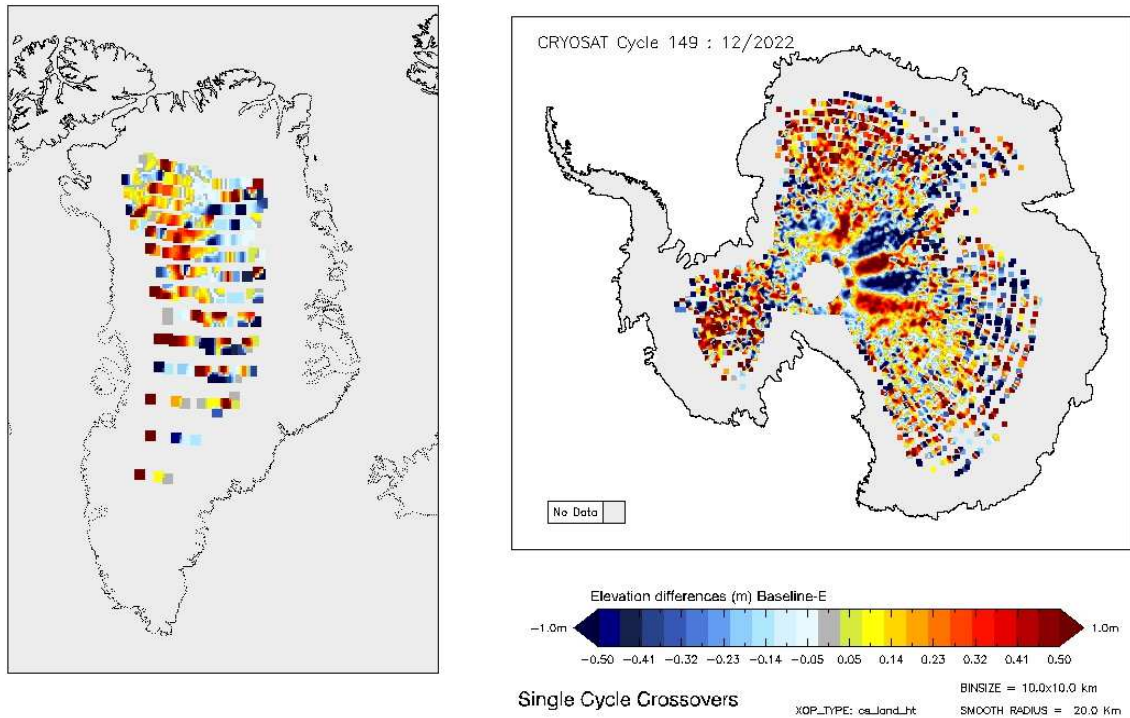 CRYOSAT Cycle 149 : 12/2022
No Data
Elevation differences (m) Baseline-E
-1.0m
1.0m
-0.50 -0.41 -0.32 -0.23 -0.14 -0.05 0.05 0.14 0.23 0.32 0.41 0.50
Single Cycle Crossovers
XOP_TYPE: cs_land_ht
BINSIZE = 10.0x10.0 km
SMOOTH RADIUS = 20.0 Km